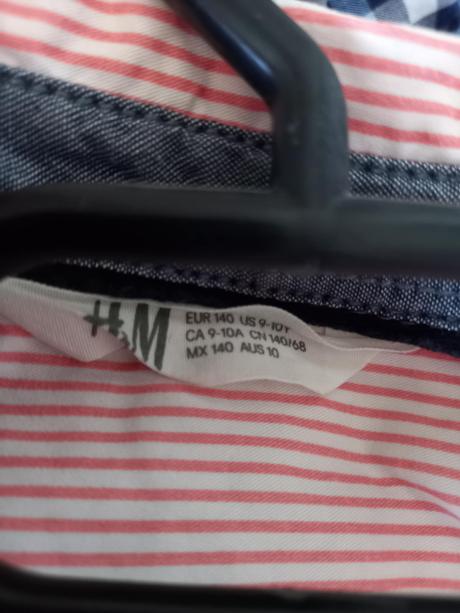 H&M
EUR 140 US 9-10Y
CA 9-10A CN 140/68
MX 140 AUS 10